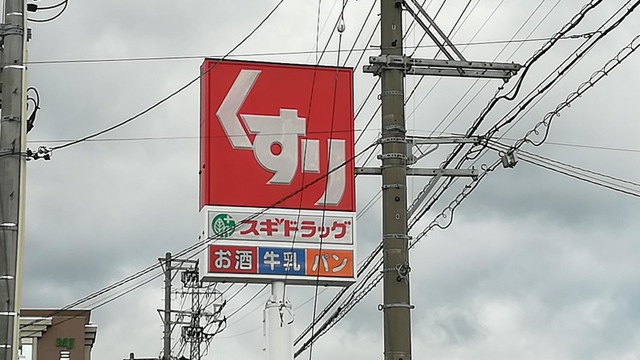 くすり
スギドラッグ
お酒 牛乳 パン